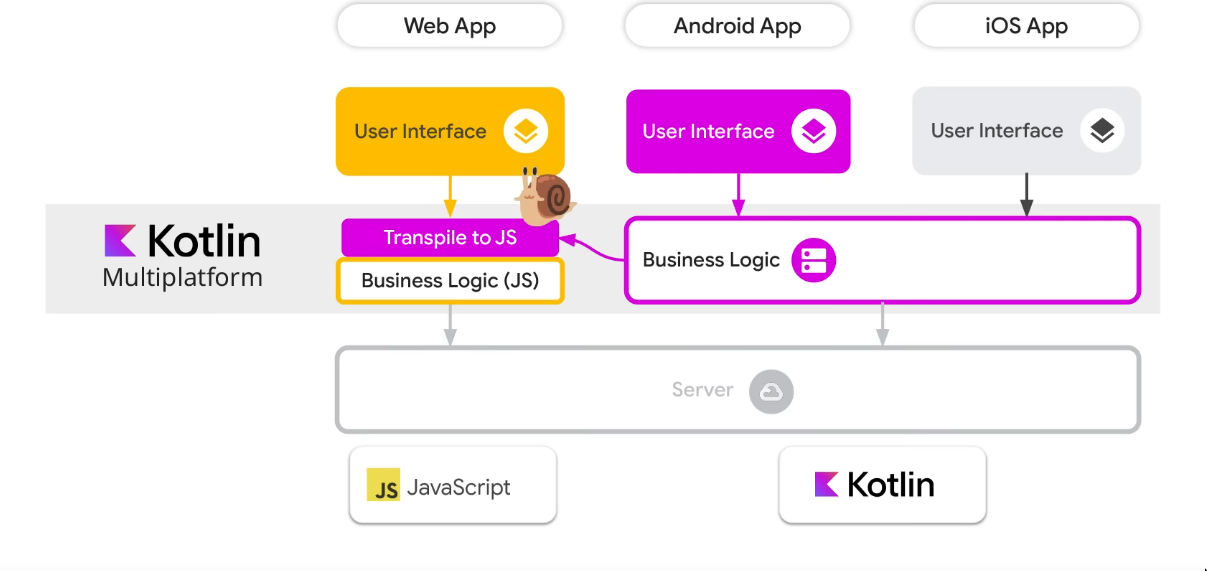 Web App
Android App
iOS App
User Interface
User Interface
User Interface
Kotlin
Multiplatform
Transpile to JS
Business Logic (JS)
Business Logic
Server
JS JavaScript
Kotlin